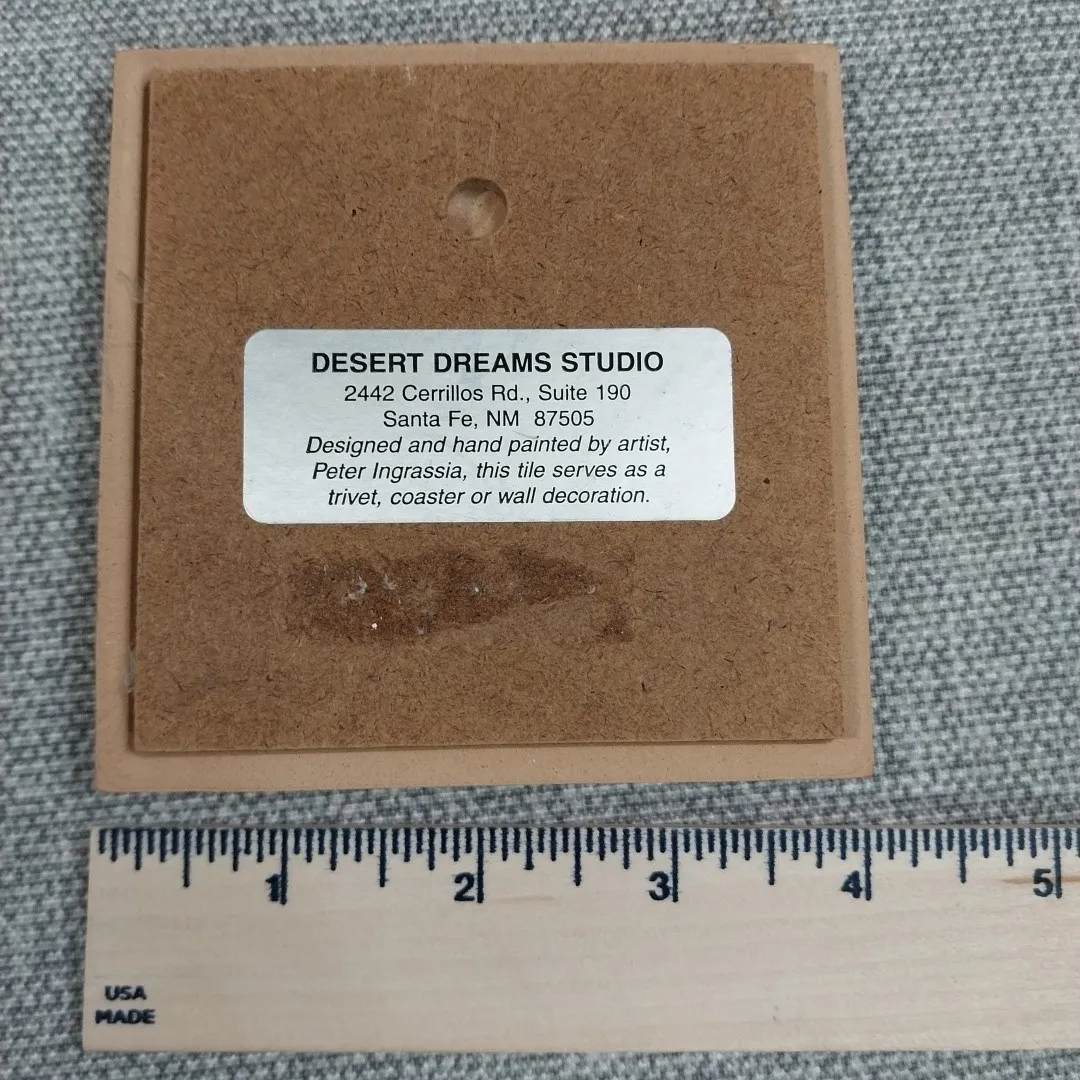 DESERT DREAMS STUDIO
2442 Cerrillos Rd., Suite 190
Santa Fe, NM 87505
Designed and hand painted by artist,
Peter Ingrassia, this tile serves as a
trivet, coaster or wall decoration.
1 2 3 4 5
USA
MADE